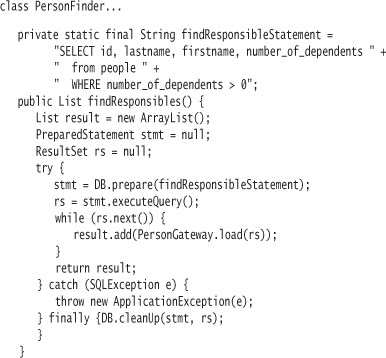 class PersonFinder...
private static final String findResponsibleStatement =
"SELECT id, lastname, firstname, number_of_dependents " +
"  from people " +
"  WHERE number_of_dependents > 0";
public List findResponsibles() {
List result = new ArrayList();
PreparedStatement stmt = null;
ResultSet rs = null;
try {
stmt = DB.prepare(findResponsibleStatement);
rs = stmt.executeQuery();
while (rs.next()) {
result.add(PersonGateway.load(rs));
}
return result;
} catch (SQLException e) {
throw new ApplicationException(e);
} finally {DB.cleanUp(stmt, rs);
}
}